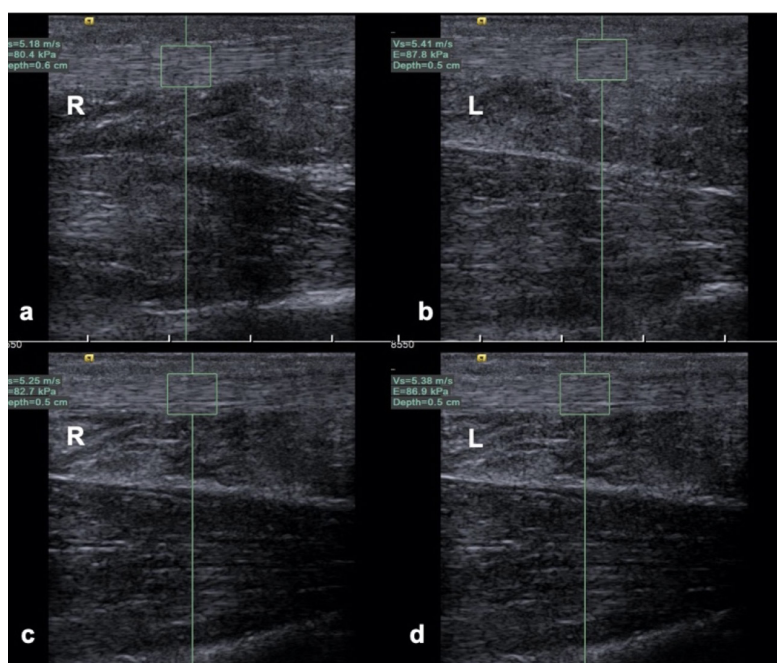 s=5.18 m/s
=80.4 kPa
epth=0.6 cm
R
a
Vs=5.41 m/s
E=87.8 kPa
Depth=0.5 cm
L
b
550
8550
s=5.25 m/s
=82.7 kPa
epth=0.5 cm
R
c
Vs=5.38 m/s
E=86.9 kPa
Depth=0.5 cm
L
d